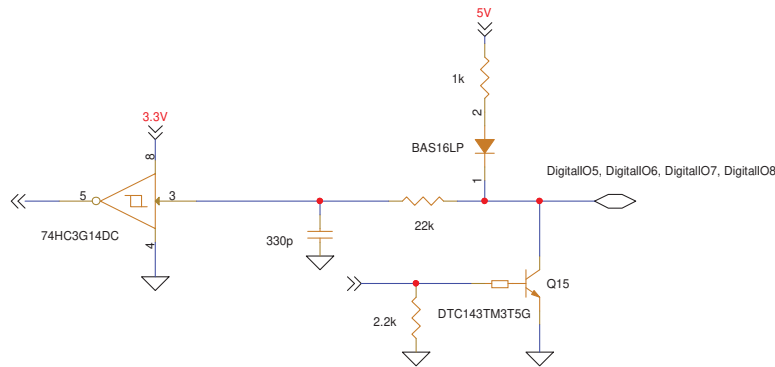 5V
1k
2
3.3V
BAS16LP
8
DigitalIO5, DigitalIO6, DigitalIO7, DigitalIO8
1
5
3
74HC3G14DC
4
330p
22k
Q15
DTC143TM3T5G
2.2k